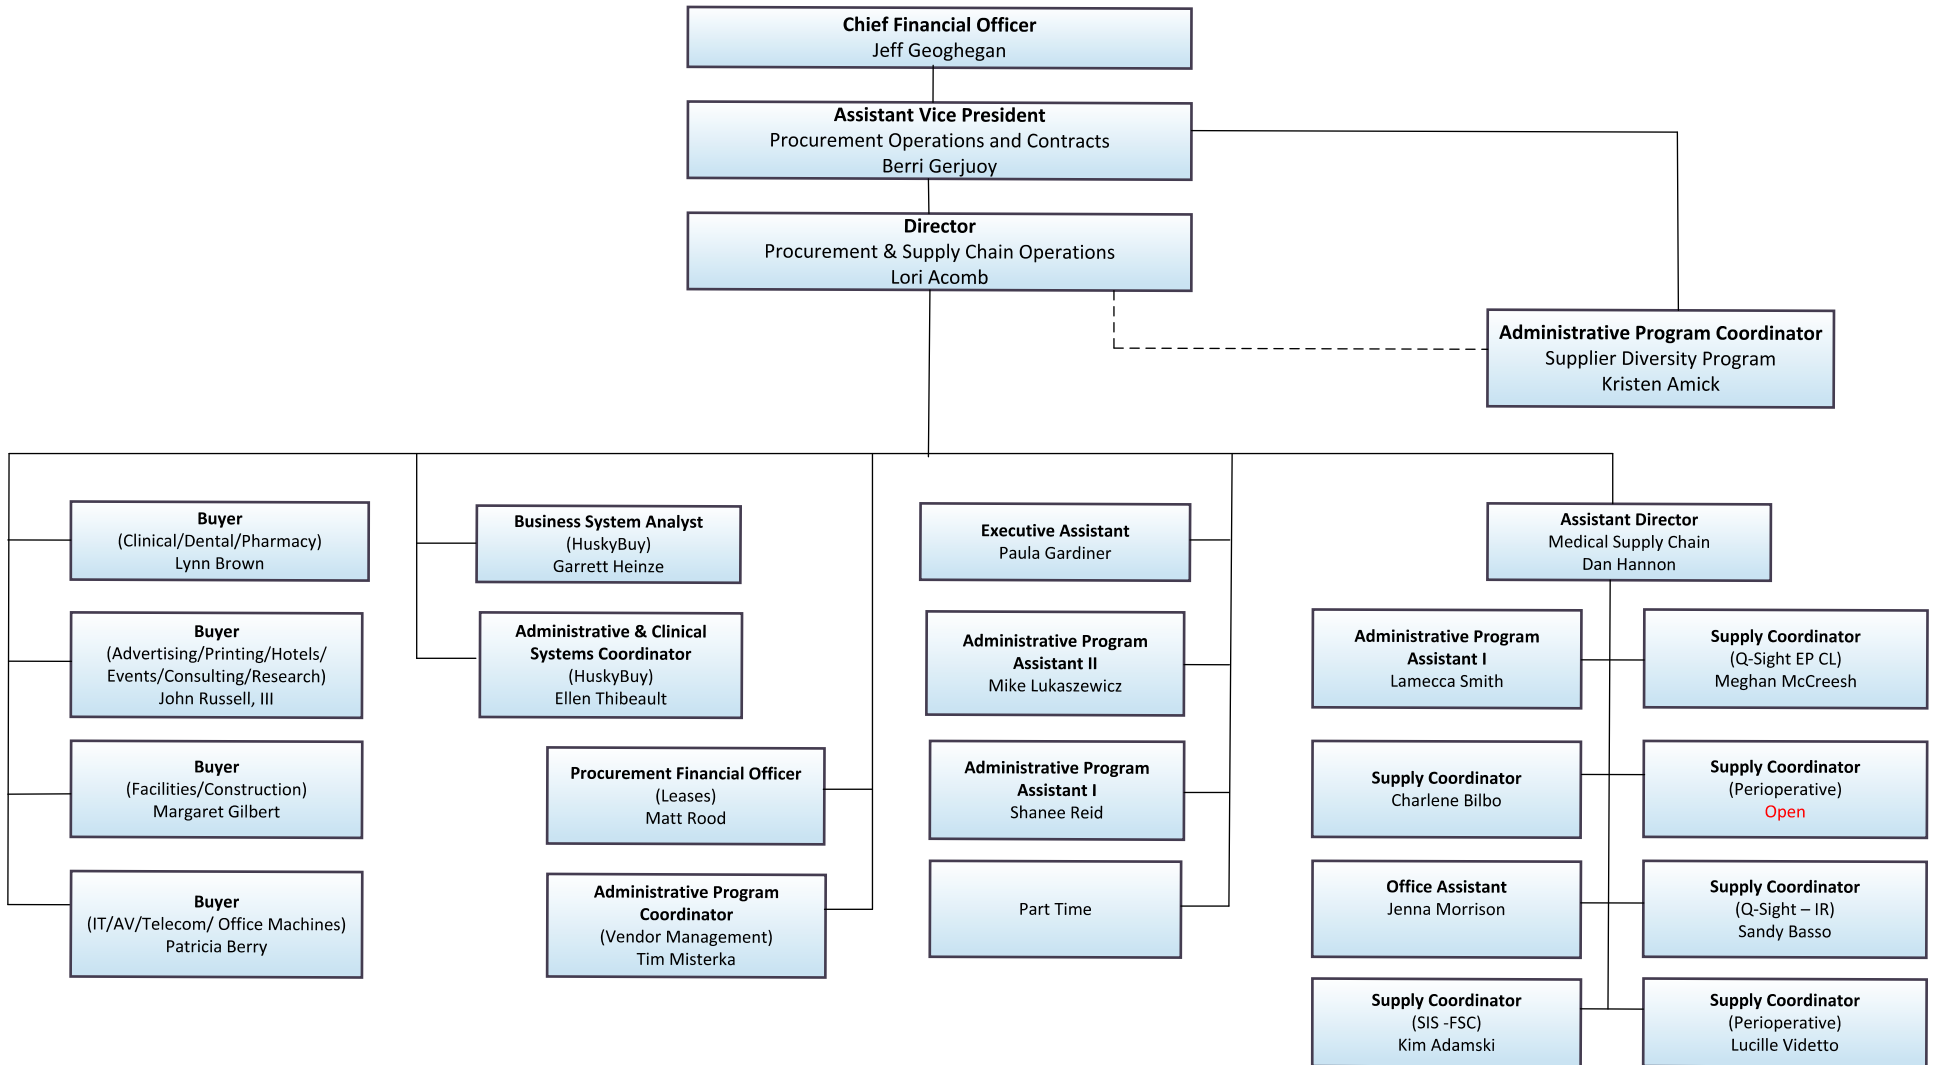 Chief Financial Officer
Jeff Geoghegan
Assistant Vice President
Procurement Operations and Contracts
Berri Gerjuoy
Director
Procurement & Supply Chain Operations
Lori Acomb
Administrative Program Coordinator
Supplier Diversity Program
Kristen Amick
Buyer
(Clinical/Dental/Pharmacy)
Lynn Brown
Buyer
(Advertising/Printing/Hotels/
Events/Consulting/Research)
John Russell, III
Buyer
(Facilities/Construction)
Margaret Gilbert
Buyer
(IT/AV/Telecom/ Office Machines)
Patricia Berry
Business System Analyst
(HuskyBuy)
Garrett Heinze
Administrative & Clinical
Systems Coordinator
(HuskyBuy)
Ellen Thibeault
Procurement Financial Officer
(Leases)
Matt Rood
Administrative Program
Coordinator
(Vendor Management)
Tim Misterka
Executive Assistant
Paula Gardiner
Administrative Program
Assistant II
Mike Lukaszewicz
Administrative Program
Assistant I
Shanee Reid
Part Time
Assistant Director
Medical Supply Chain
Dan Hannon
Administrative Program
Assistant I
Lamecca Smith
Supply Coordinator
Charlene Bilbo
Office Assistant
Jenna Morrison
Supply Coordinator
(SIS -FSC)
Kim Adamski
Supply Coordinator
(Q-Sight EP CL)
Meghan McCreesh
Supply Coordinator
(Perioperative)
Open
Supply Coordinator
(Q-Sight – IR)
Sandy Basso
Supply Coordinator
(Perioperative)
Lucille Videtto